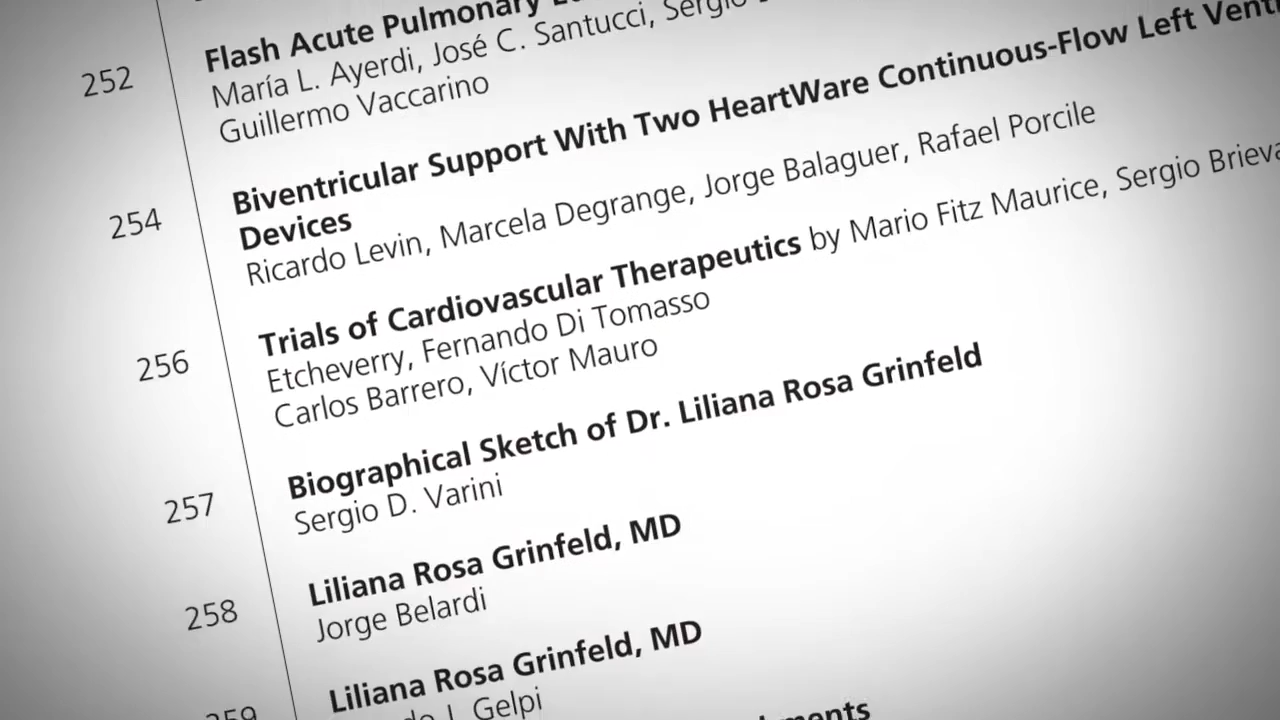 252
Flash Acute Pulmonary
María L. Ayerdi, José C. Santucci, Sergio
Guillermo Vaccarino
254
Biventricular Support With Two HeartWare Continuous-Flow Left
Devices
Ricardo Levin, Marcela Degrange, Jorge Balaguer, Rafael Porcile
256
Trials of Cardiovascular Therapeutics by Mario Fitz Maurice, Sergio
Etcheverry, Fernando Di Tomasso
Carlos Barrero, Víctor Mauro
257
Biographical Sketch of Dr. Liliana Rosa Grinfeld
Sergio D. Varini
258
Liliana Rosa Grinfeld, MD
Jorge Belardi
259
Liliana Rosa Grinfeld, MD
J. Gelpi